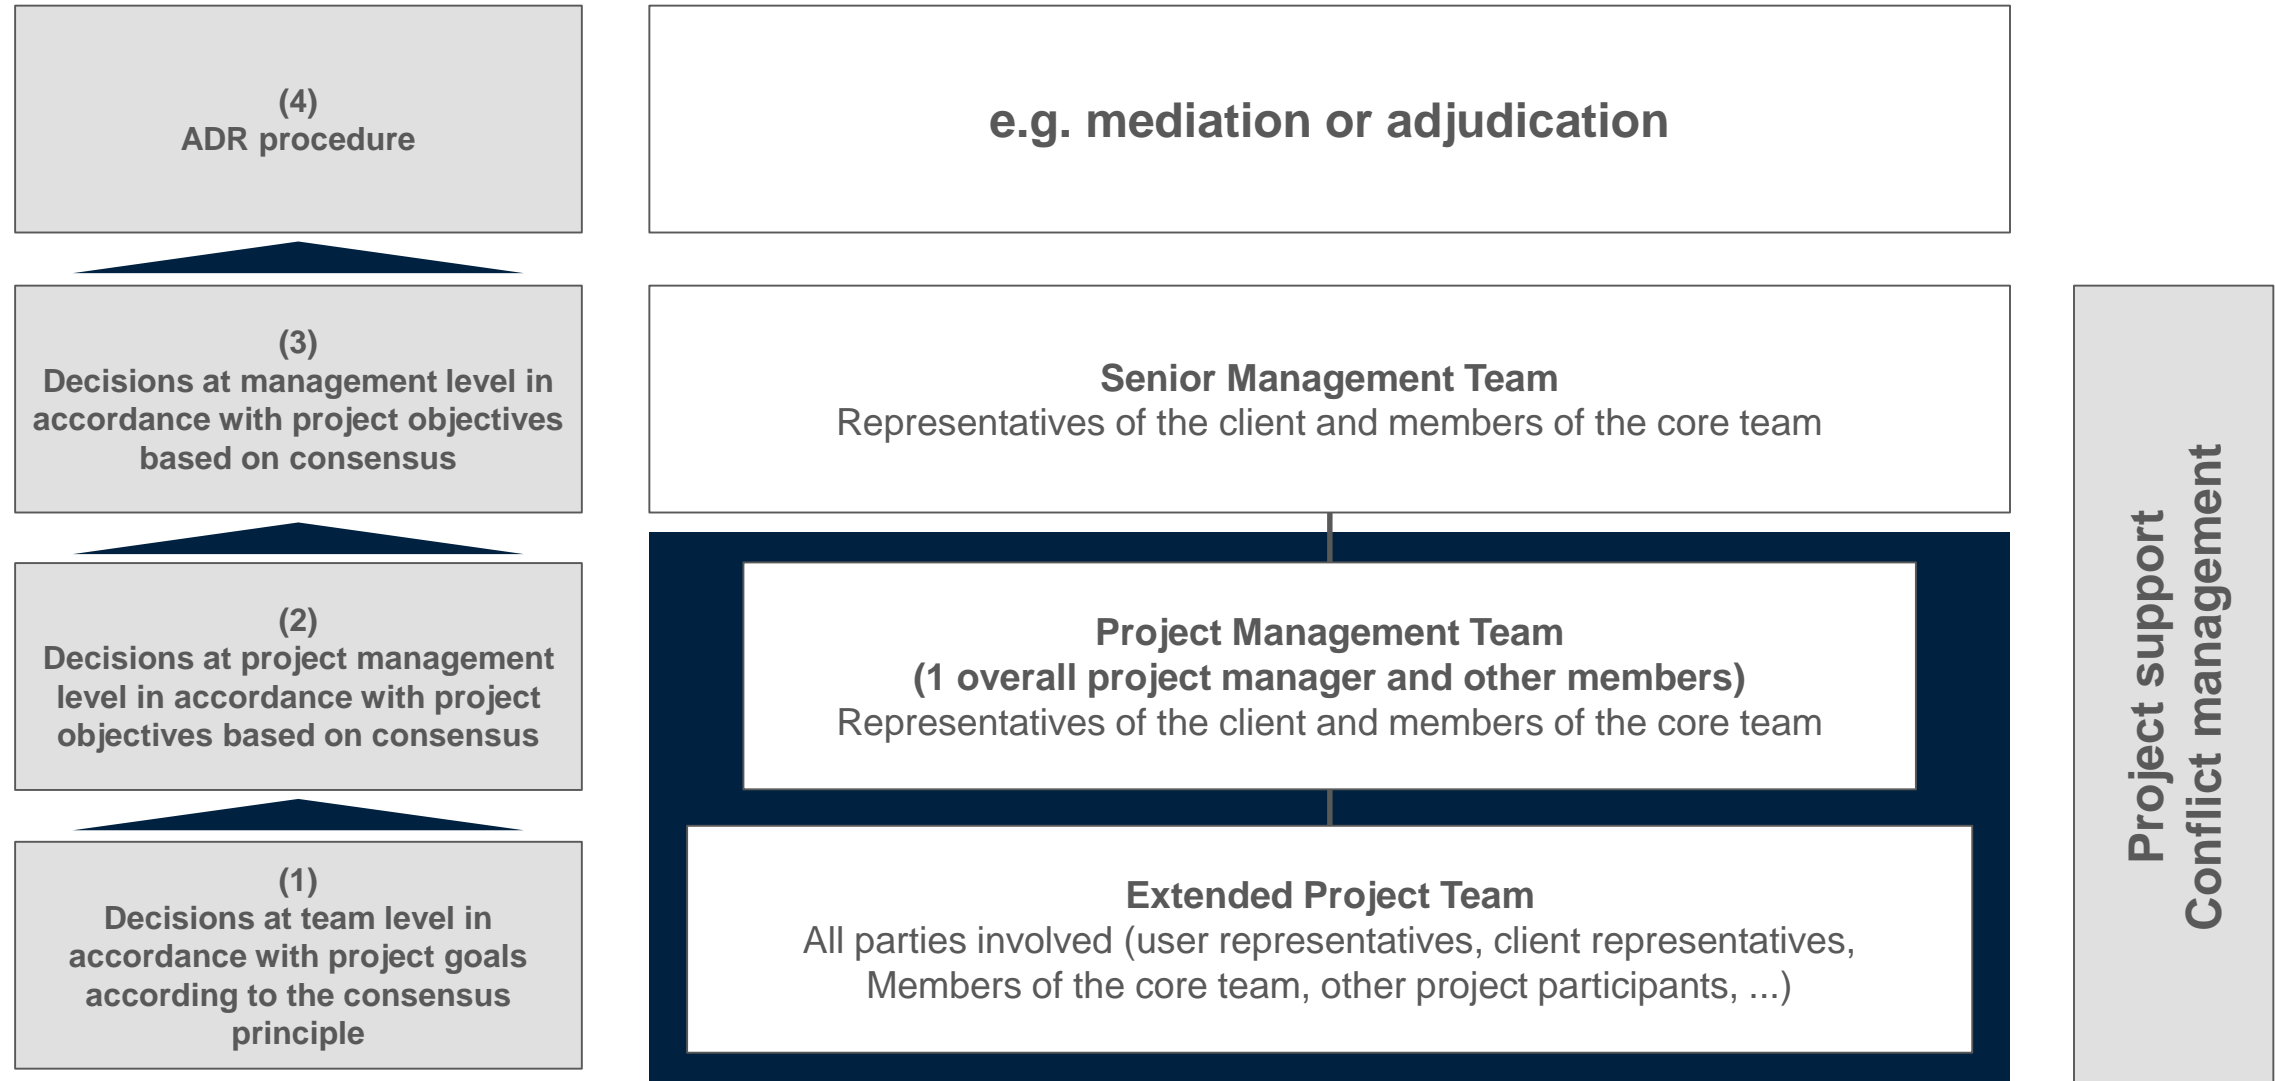 (4)
ADR procedure
e.g. mediation or adjudication
(3)
Decisions at management level in
accordance with project objectives
based on consensus
Senior Management Team
Representatives of the client and members of the core team
(2)
Decisions at project management
level in accordance with project
objectives based on consensus
Project Management Team
(1 overall project manager and other members)
Representatives of the client and members of the core team
(1)
Decisions at team level in
accordance with project goals
according to the consensus
principle
Extended Project Team
All parties involved (user representatives, client representatives,
Members of the core team, other project participants, ...)
Project support
Conflict management